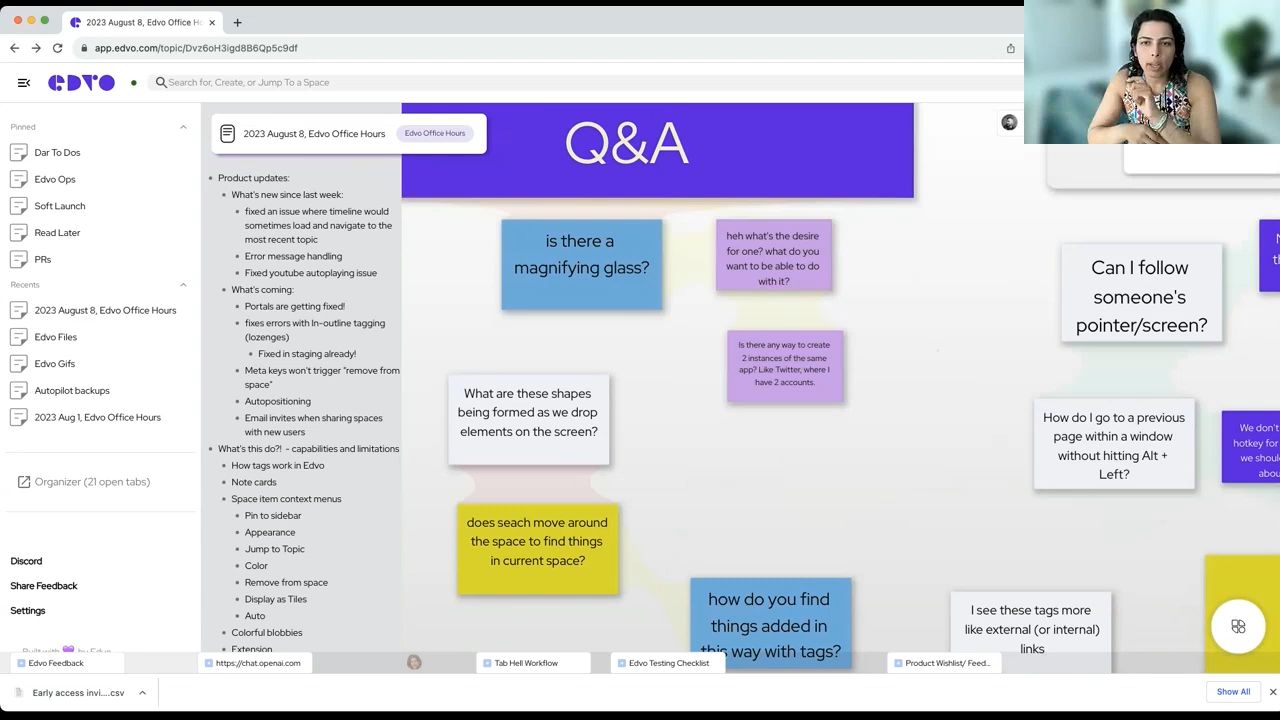 2023 August 8, Edvo Office Ho
app.edvo.com/topic/Dvz6oH3igd8B6Qp5c9df
EDVO
Search for, Create, or Jump To a Space
Pinned
Dar To Dos
Edvo Ops
Soft Launch
Read Later
PRs
Recents
2023 August 8, Edvo Office Hours
Edvo Files
Edvo Gifs
Autopilot backups
2023 Aug 1, Edvo Office Hours
Organizer (21 open tabs)
Discord
Share Feedback
Settings
Built with 💜 by Edvo
2023 August 8, Edvo Office Hours
Edvo Office Hours
Product updates:
What's new since last week:
fixed an issue where timeline would
sometimes load and navigate to the
most recent topic
Error message handling
Fixed youtube autoplaying issue
What's coming:
Portals are getting fixed!
fixes errors with In-outline tagging
(lozenges)
Fixed in staging already!
Meta keys won't trigger "remove from
space"
Autopositioning
Email invites when sharing spaces
with new users
What's this do?! - capabilities and limitations
How tags work in Edvo
Note cards
Space item context menus
Pin to sidebar
Appearance
Jump to Topic
Color
Remove from space
Display as Tiles
Auto
Colorful blobbies
Extension
Q&A
is there a
magnifying glass?
heh what's the desire
for one? what do you
want to be able to do
with it?
Is there any way to create
2 instances of the same
app? Like Twitter, where I
have 2 accounts.
What are these shapes
being formed as we drop
elements on the screen?
does seach move around
the space to find things
in current space?
how do you find
things added in
this way with tags?
Can I follow
someone's
pointer/screen?
How do I go to a previous
page within a window
without hitting Alt +
Left?
We don't
hotkey for
we shoul
abou
I see these tags more
like external (or internal)
links
Edvo Feedback
https://chat.openai.com
Tab Hell Workflow
Edvo Testing Checklist
Product Wishlist/ Feed...
Early access invi....csv
Show All